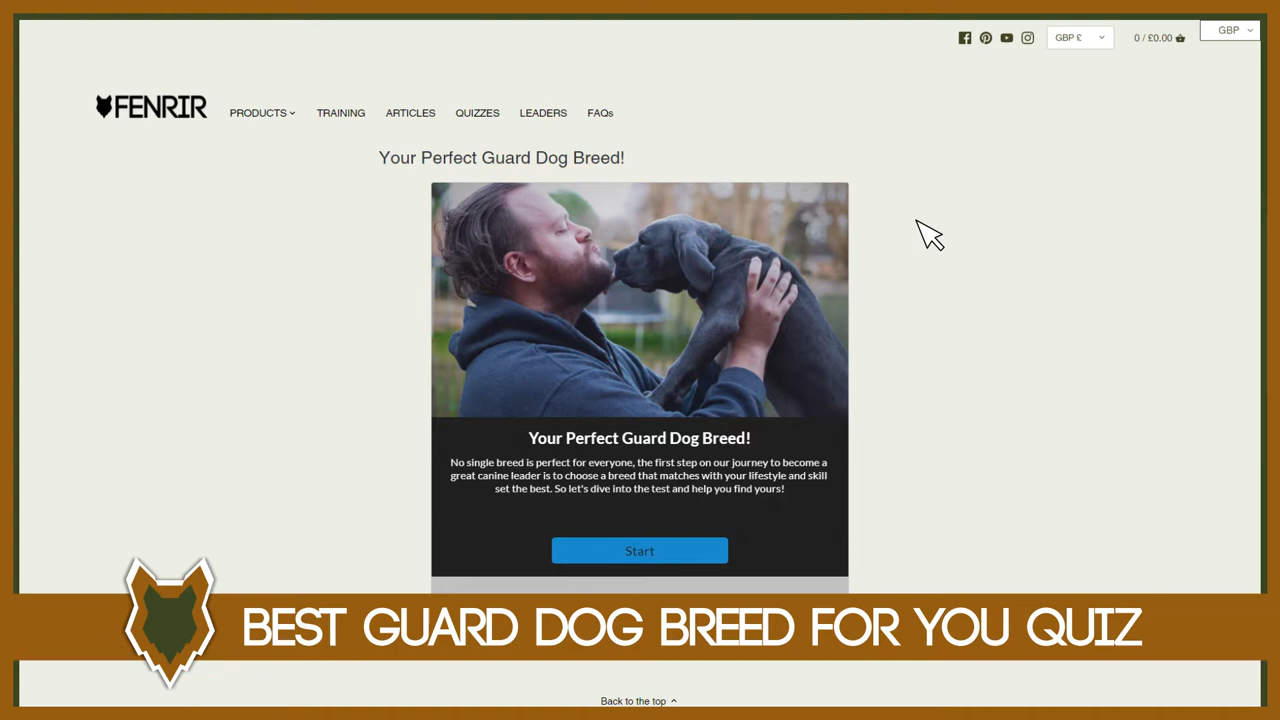 GBP £
0 / £0.00
GBP
FENRIR
PRODUCTS
TRAINING
ARTICLES
QUIZZES
LEADERS
FAQs
Your Perfect Guard Dog Breed!
Your Perfect Guard Dog Breed!
No single breed is perfect for everyone, the first step on our journey to become a
great canine leader is to choose a breed that matches with your lifestyle and skill
set the best. So let's dive into the test and help you find yours!
Start
BEST GUARD DOG BREED FOR YOU QUIZ
Back to the top